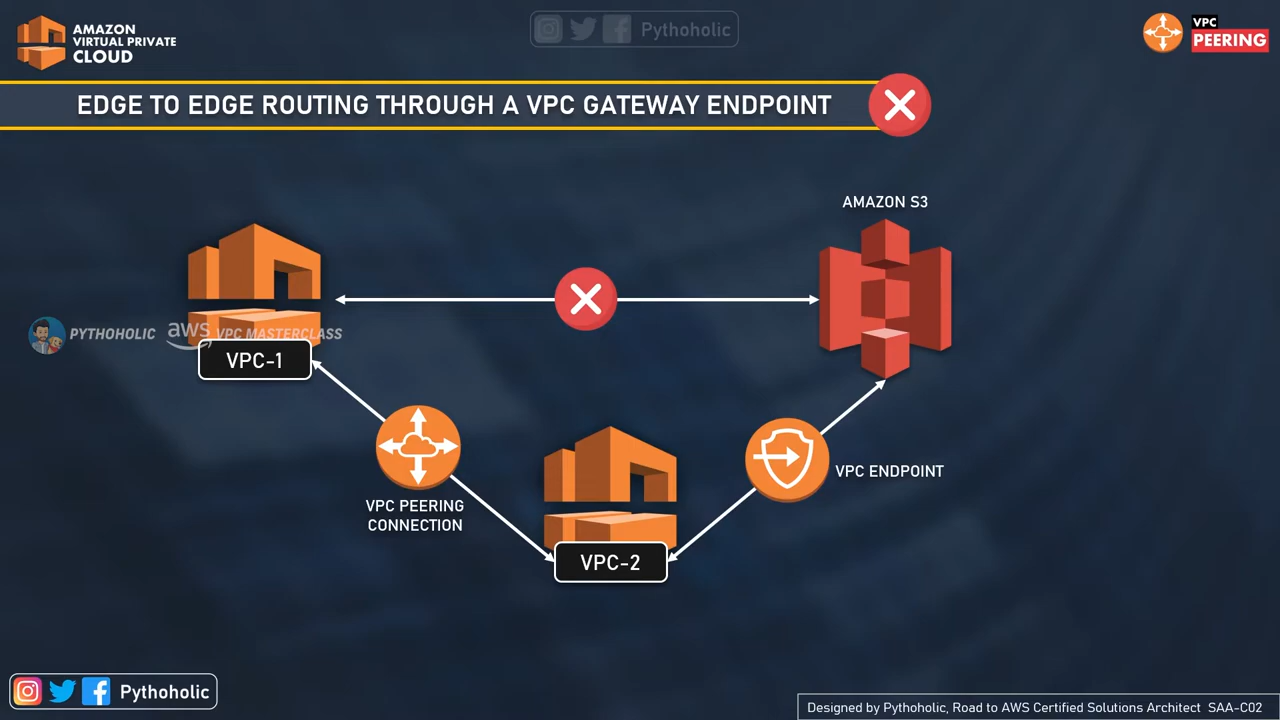 AMAZON
VIRTUAL PRIVATE
CLOUD
Pythoholic
VPC
PEERING
EDGE TO EDGE ROUTING THROUGH A VPC GATEWAY ENDPOINT
AMAZON S3
PYTHOHOLIC aws VPC MASTERCLASS
VPC-1
VPC PEERING
CONNECTION
VPC ENDPOINT
VPC-2
Pythoholic
Designed by Pythoholic, Road to AWS Certified Solutions Architect SAA-C02